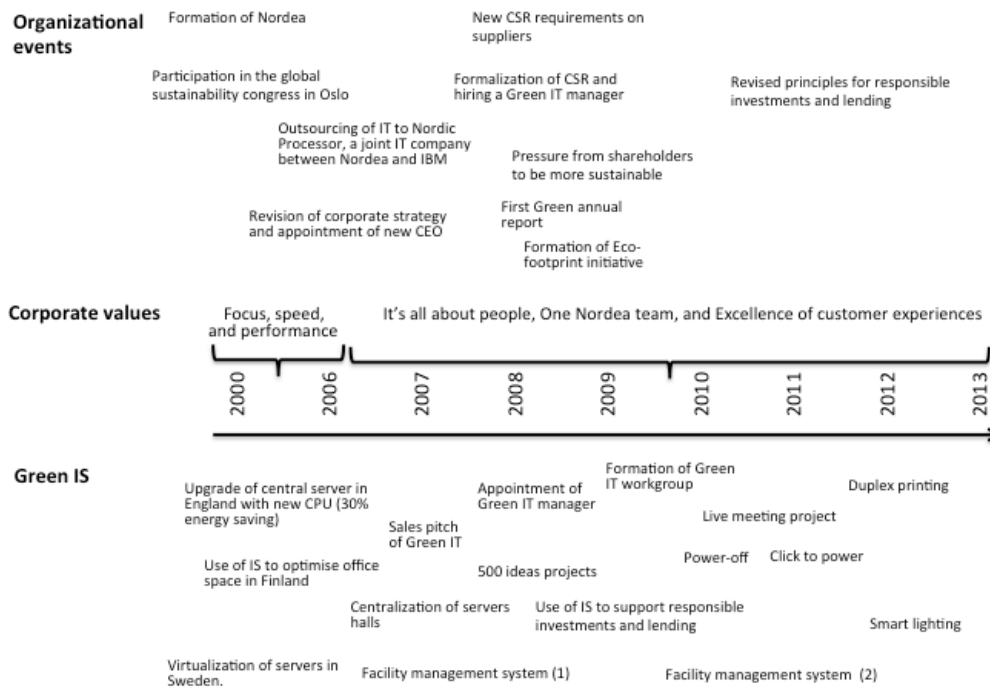 Organizational
events
Formation of Nordea
New CSR requirements on
suppliers
Participation in the global
sustainability congress in Oslo
Formalization of CSR and
hiring a Green IT manager
Revised principles for responsible
investments and lending
Outsourcing of IT to Nordic
Processor, a joint IT company
between Nordea and IBM
Pressure from shareholders
to be more sustainable
Revision of corporate strategy
and appointment of new CEO
First Green annual
report
Formation of Eco-
footprint initiative
Corporate values
Focus, speed,
and performance
It's all about people, One Nordea team, and Excellence of customer experiences
2000
2006
2007
2008
2009
2010
2011
2012
2013
Green IS
Upgrade of central server in
England with new CPU (30%
energy saving)
Sales pitch
of Green IT
Appointment of
Green IT manager
Formation of Green
IT workgroup
Duplex printing
Live meeting project
Use of IS to optimise office
space in Finland
500 ideas projects
Power-off
Click to power
Centralization of servers
halls
Use of IS to support responsible
investments and lending
Smart lighting
Virtualization of servers in
Sweden.
Facility management system (1)
Facility management system (2)